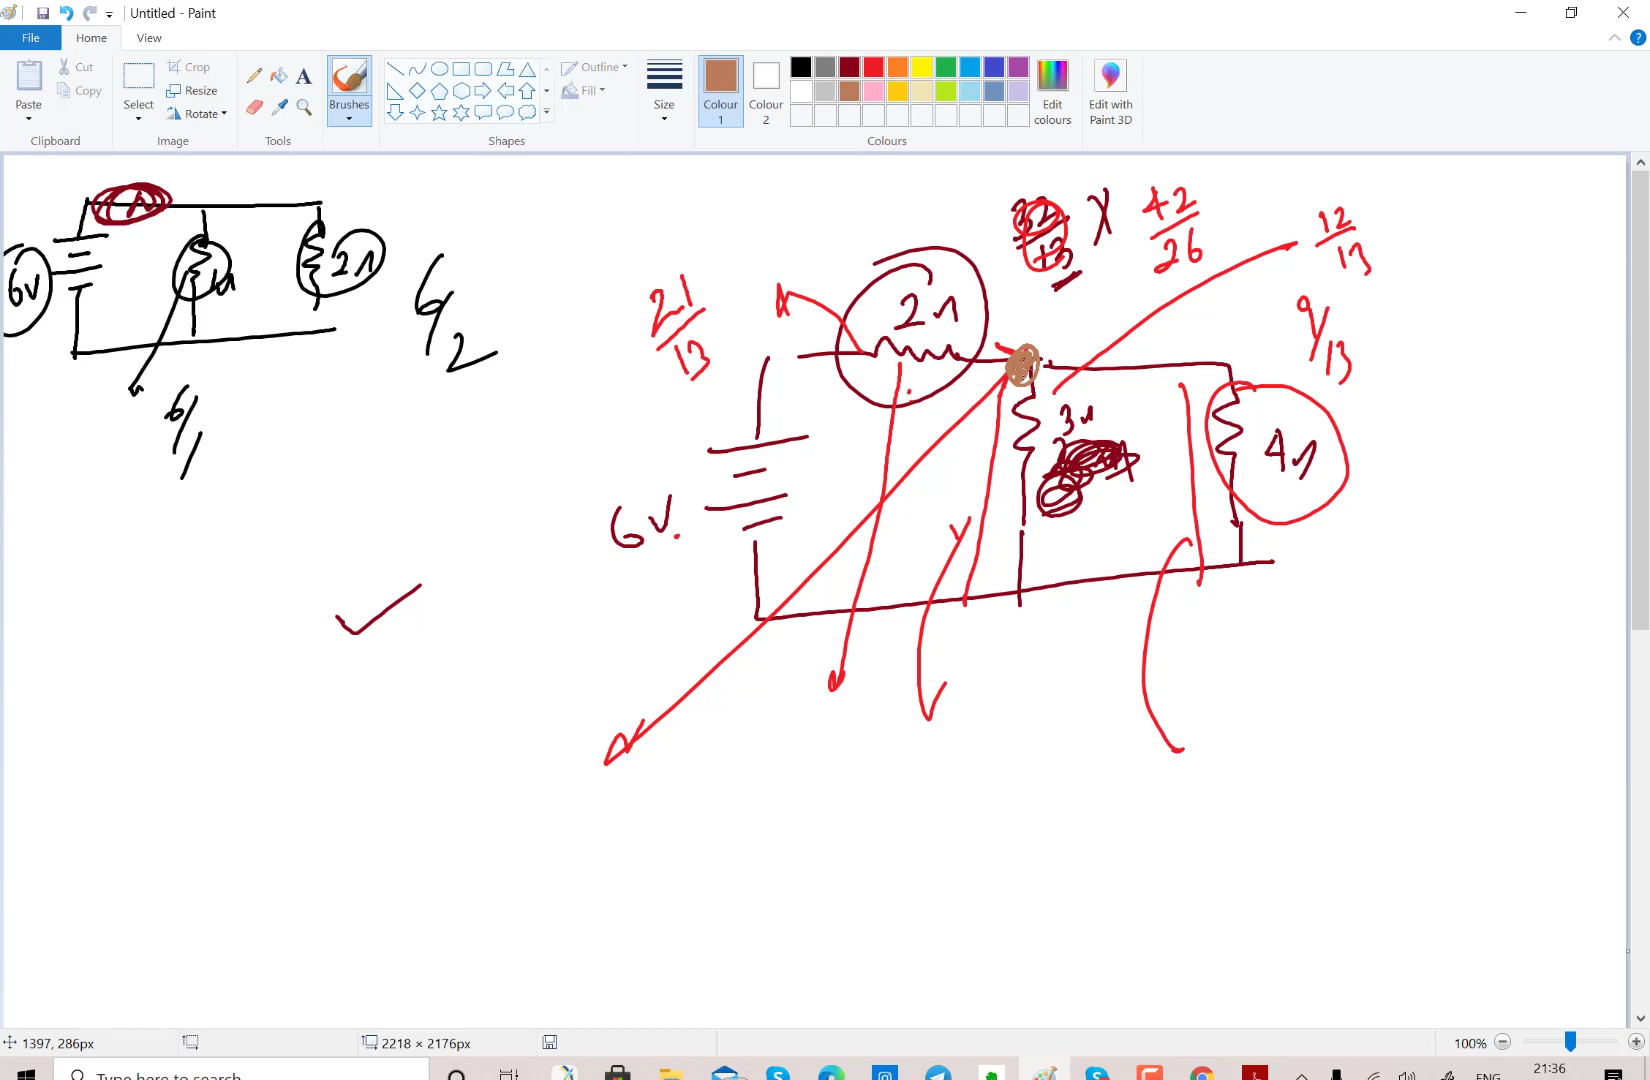 Untitled - Paint
File
Home
View
Paste
Cut
Copy
Clipboard
Select
Crop
Resize
Rotate
Image
A
Tools
Brushes
Shapes
Outline
Fill
Size
Colour 1
Colour 2
Edit colours
Edit with Paint 3D
Colours
6V
2Ω
6/2
6/1
21/13
2Ω
X
42/26
12/13
9/13
3Ω
4Ω
6V.
1397, 286px
2218 × 2176px
100%
Type here to search
ENG
21:36